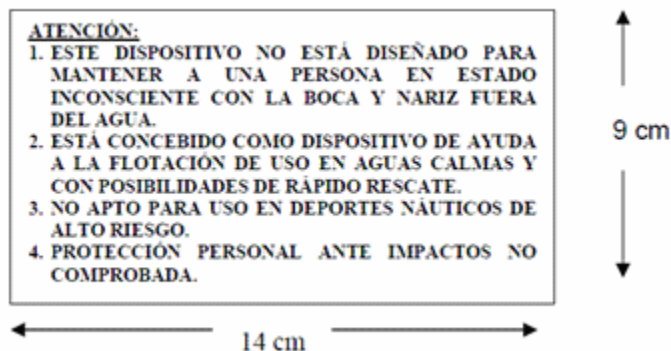 ATENCIÓN:
1. ESTE DISPOSITIVO NO ESTÁ DISEÑADO PARA
MANTENER A UNA PERSONA EN ESTADO
INCONSCIENTE CON LA BOCA Y NARIZ FUERA
DEL AGUA.
2. ESTÁ CONCEBIDO COMO DISPOSITIVO DE AYUDA
A LA FLOTACIÓN DE USO EN AGUAS CALMAS Y
CON POSIBILIDADES DE RÁPIDO RESCATE.
3. NO APTO PARA USO EN DEPORTES NÁUTICOS DE
ALTO RIESGO.
4. PROTECCIÓN PERSONAL ANTE IMPACTOS NO
COMPROBADA.
9 cm
14 cm